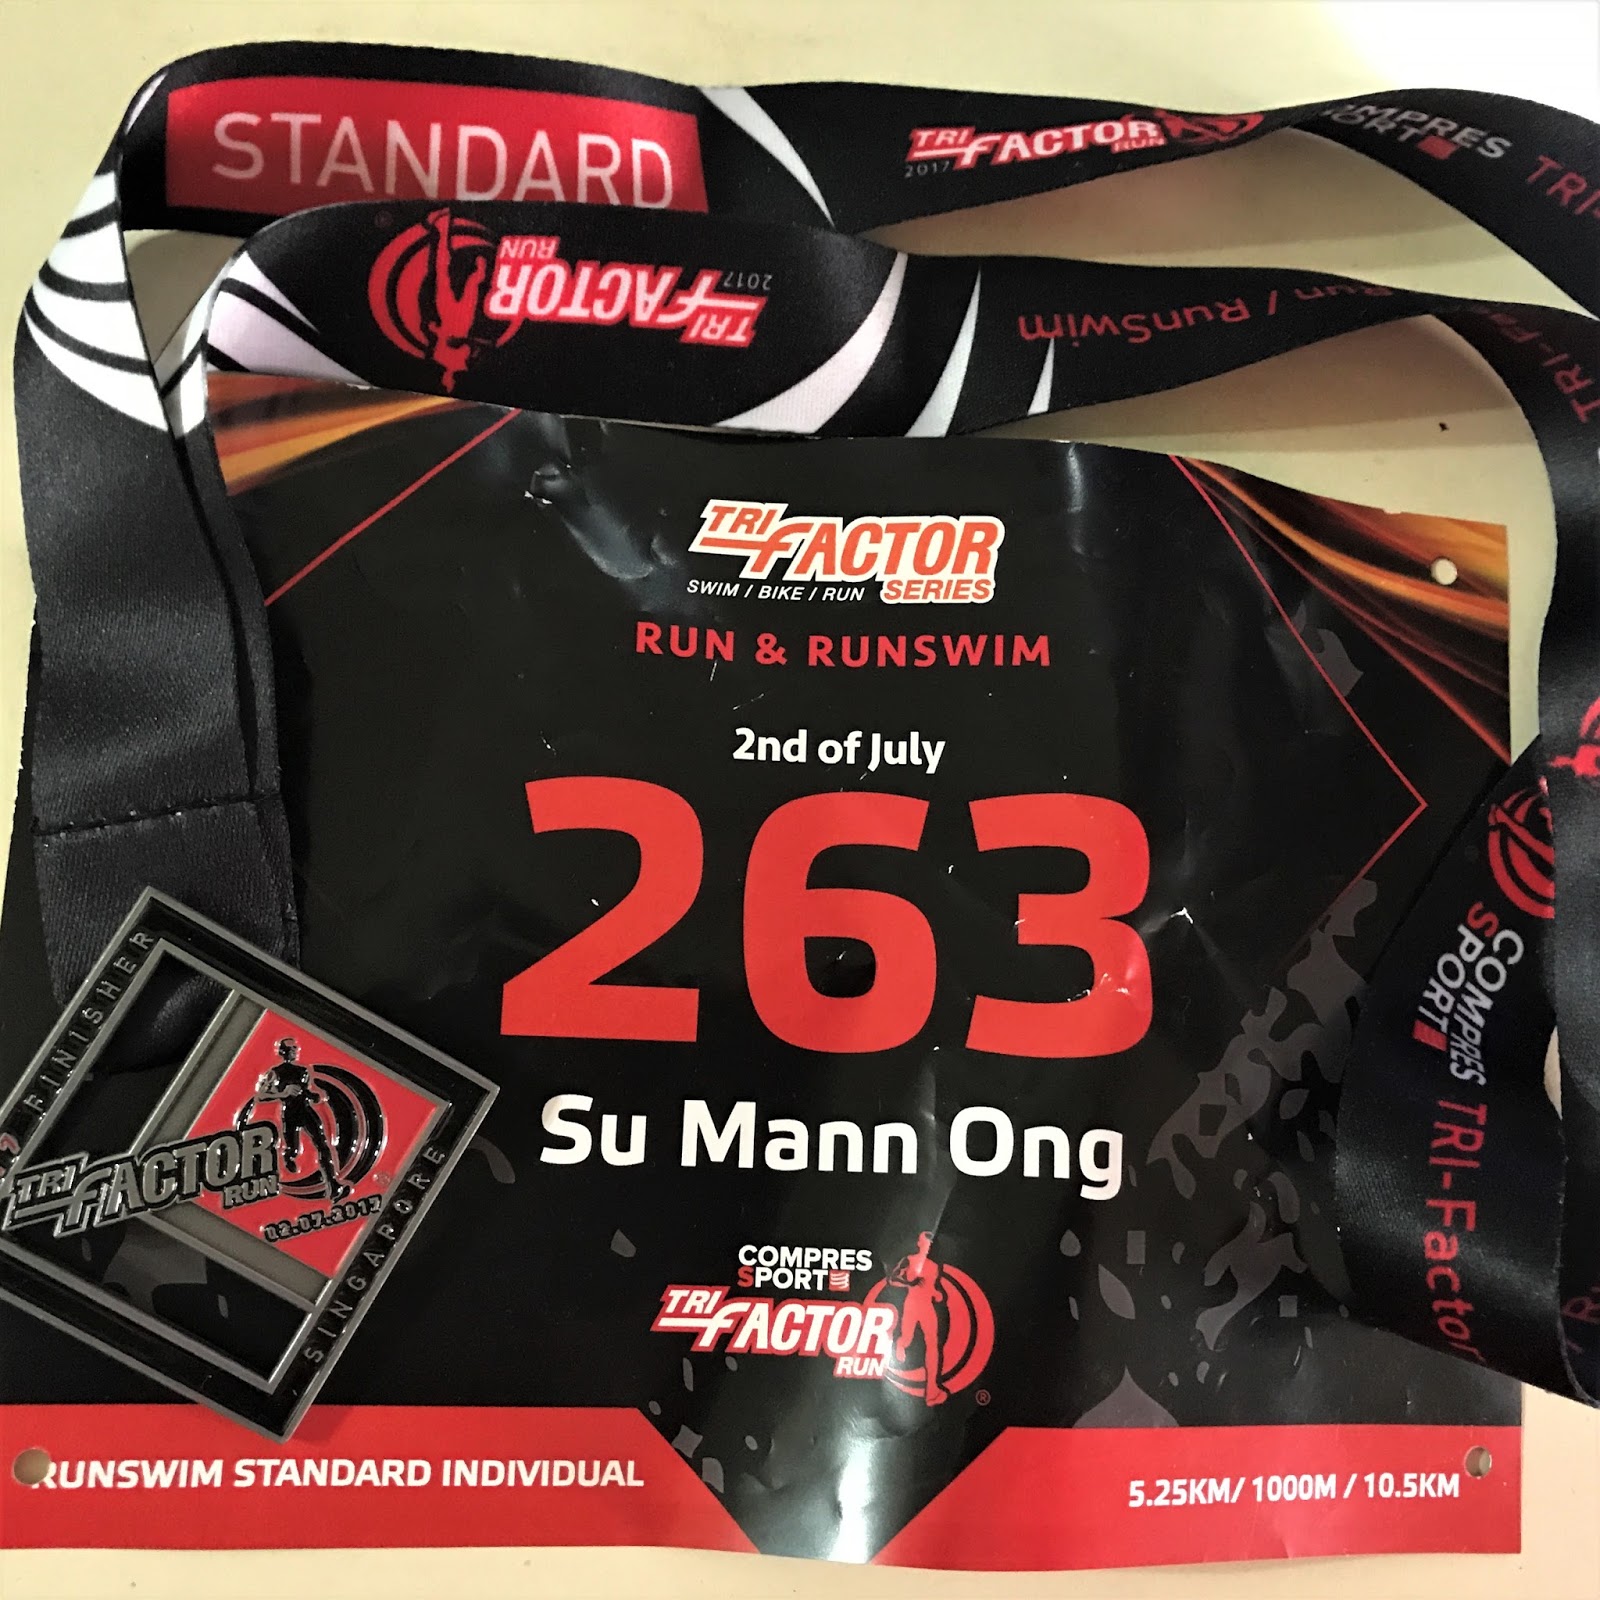 STANDARD
TRI-FACTOR
RUN
2017
COMPRES
SPORT
TRI-
TRI-FACTOR
RUN
2017
Run / RunSwim
TRI-FACTOR
SWIM / BIKE / RUN SERIES
RUN & RUNSWIM
2nd of July
263
Su Mann Ong
COMPRES
SPORT
TRI-FACTOR
RUN
®
RUNSWIM STANDARD INDIVIDUAL
5.25KM/ 1000M / 10.5KM
FINISHER
TRI-FACTOR
RUN
02.07.2017
SINGAPORE
COMPRES
SPORT
TRI-Factor